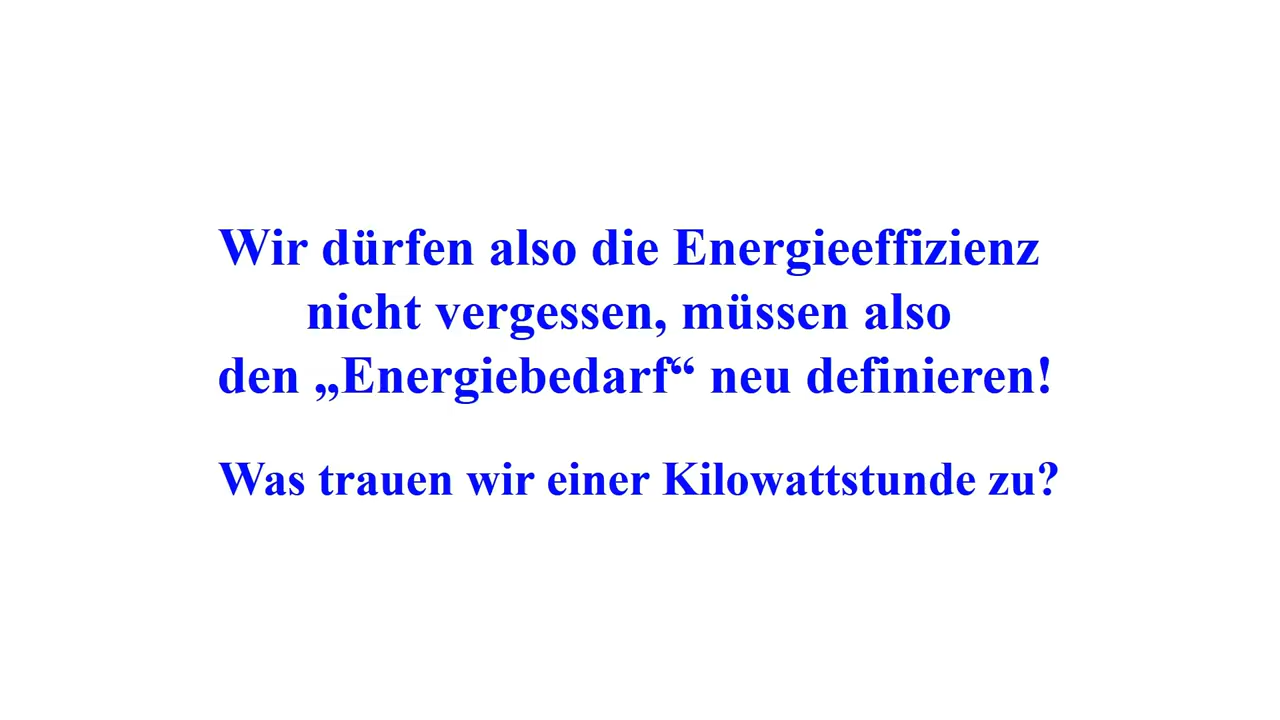 Wir dürfen also die Energieeffizienz
nicht vergessen, müssen also
den „Energiebedarf“ neu definieren!
Was trauen wir einer Kilowattstunde zu?